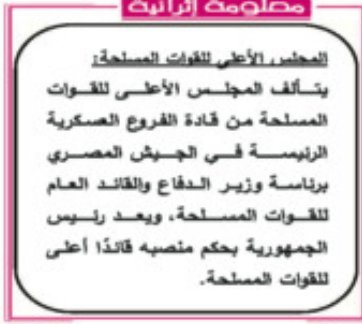 معلومة إثرائية
المجلس الأعلى للقوات المسلحة:
يتألف المجلس الأعلى للقوات
المسلحة من قادة الفروع العسكرية
الرئيسة في الجيش المصري
برئاسة وزير الدفاع والقائد العام
للقوات المسلحة، ويعد رئيس
الجمهورية بحكم منصبه قائدًا أعلى
للقوات المسلحة.